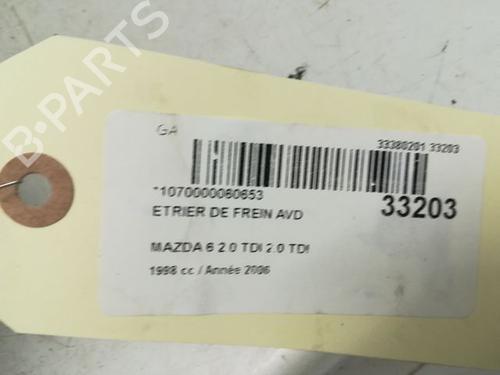 B-PARTS
GA
33380201 33203
*1070000060653
33203
ETRIER DE FREIN AVD
MAZDA 6 2.0 TDI 2.0 TDI
1998 cc / Année 2006